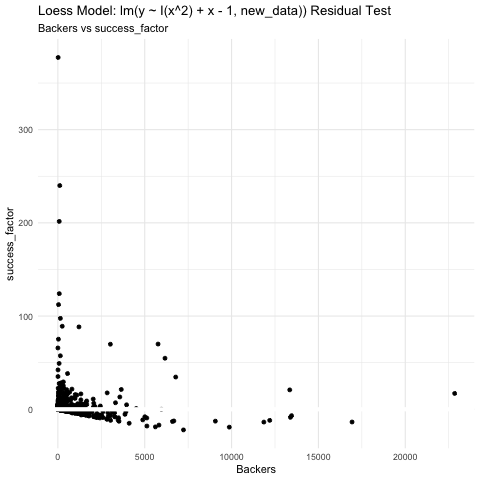 Loess Model: lm(y ~ I(x^2) + x - 1, new_data)) Residual Test
Backers vs success_factor
success_factor
300
200
100
0
0
5000
10000
15000
20000
Backers